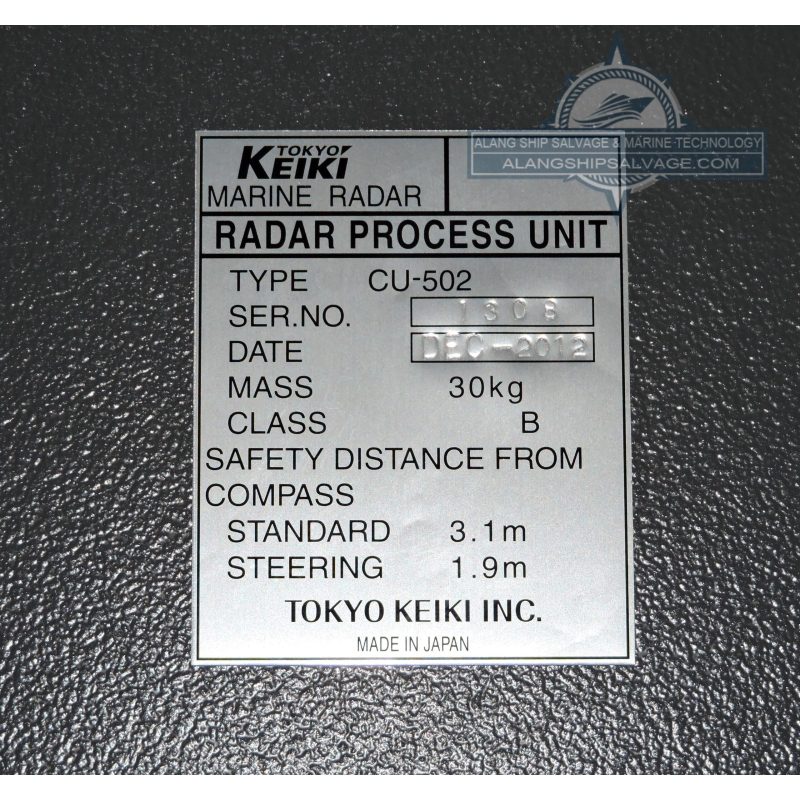 ALANG SHIP SALVAGE & MARINE TECHNOLOGY
ALANGSHIPSALVAGE.COM
TOKYO
KEIKI
MARINE RADAR
RADAR PROCESS UNIT
TYPE CU-502
SER.NO. 1308
DATE DEC-2012
MASS 30kg
CLASS B
SAFETY DISTANCE FROM
COMPASS
STANDARD 3.1m
STEERING 1.9m
TOKYO KEIKI INC.
MADE IN JAPAN